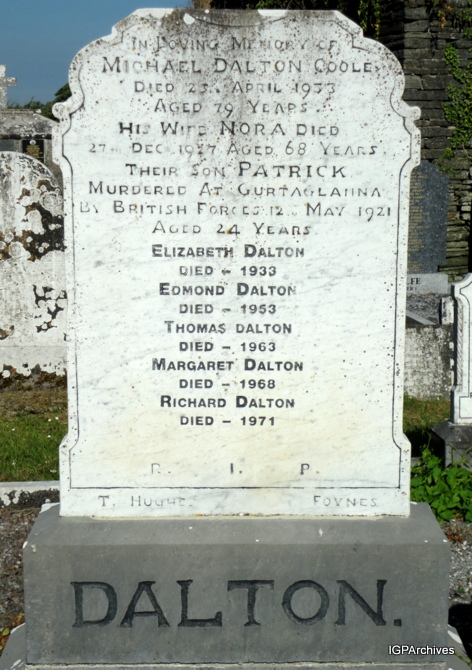 In Loving Memory of
Michael Dalton Coole
Died 23. April 1933
Aged 79 Years.
His Wife Nora Died
27th Dec. 1927 Aged 68 Years.
Their Son Patrick
Murdered At Gurtaglanna
By British Forces 12th May 1921
Aged 24 Years
Elizabeth Dalton
Died - 1933
Edmond Dalton
Died - 1953
Thomas Dalton
Died - 1963
Margaret Dalton
Died - 1968
Richard Dalton
Died - 1971
R. I. P.
T. Hughes Foynes
DALTON.
IGPArchives